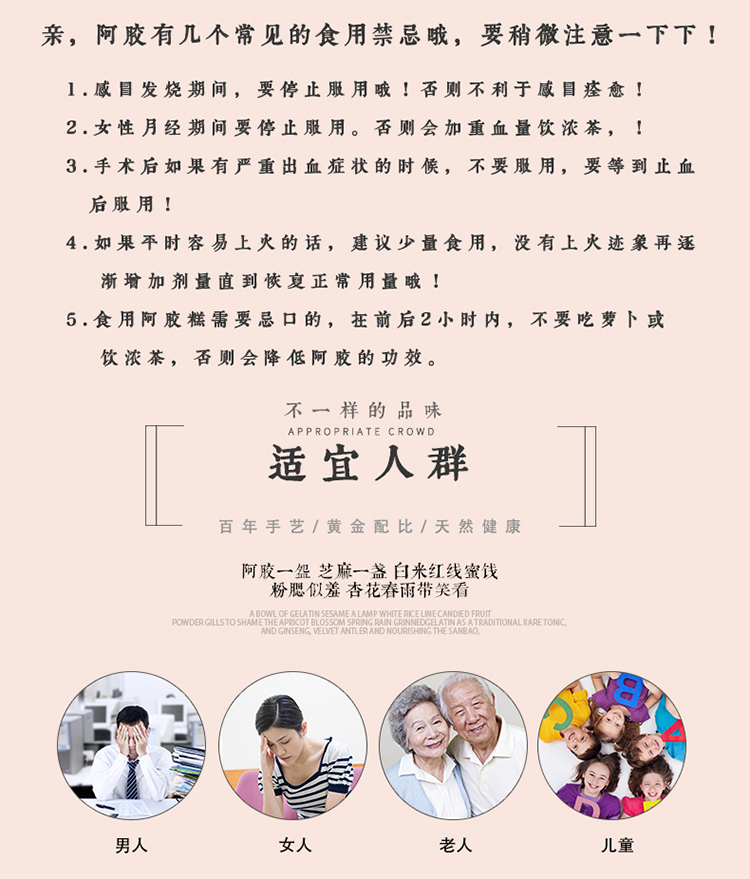 亲，阿胶有几个常见的食用禁忌哦，要稍微注意一下下！
1.感冒发烧期间，要停止服用哦！否则不利于感冒痊愈！
2.女性月经期间要停止服用。否则会加重血量饮浓茶，！
3.手术后如果有严重出血症状的时候，不要服用，要等到止血
后服用！
4.如果平时容易上火的话，建议少量食用，没有上火迹象再逐
渐增加剂量直到恢复正常用量哦！
5.食用阿胶糕需要忌口的，在前后2小时内，不要吃萝卜或
饮浓茶，否则会降低阿胶的功效。
不一样的品味
APPROPRIATE CROWD
适宜人群
百年手艺/黄金配比/天然健康
阿胶一盌 芝麻一盏 白米红线蜜饯
粉腮似羞 杏花春雨带笑看
A BOWL OF GELATIN SESAME A LAMP WHITE RICE LINE CANDIED FRUIT
POWDER GILLS TO SHAME THE APRICOT BLOSSOM SPRING RAIN GRINNEDGELATIN AS A TRADITIONAL RARE TONIC,
AND GINSENG, VELVET ANTLER AND NOURISHING THE SANBAO,
男人 女人 老人 儿童